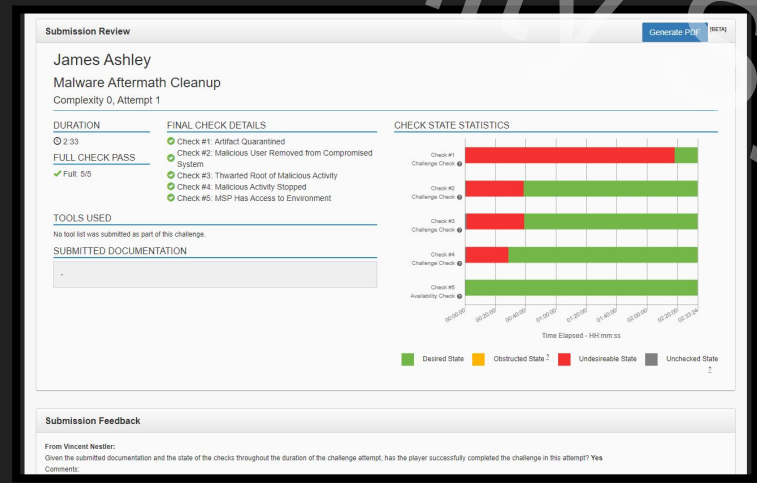 Submission Review
Generate PDF [BETA]
James Ashley
Malware Aftermath Cleanup
Complexity 0, Attempt 1
DURATION
2:33
FULL CHECK PASS
Full: 5/5
FINAL CHECK DETAILS
Check #1: Artifact Quarantined
Check #2: Malicious User Removed from Compromised
System
Check #3: Thwarted Root of Malicious Activity
Check #4: Malicious Activity Stopped
Check #5: MSP Has Access to Environment
TOOLS USED
No tool list was submitted as part of this challenge.
SUBMITTED DOCUMENTATION
-
CHECK STATE STATISTICS
Check #1
Challenge Check ?
Check #2
Challenge Check ?
Check #3
Challenge Check ?
Check #4
Challenge Check ?
Check #5
Availability Check ?
00:00:00 00:20:00 00:40:00 01:00:00 01:20:00 01:40:00 02:00:00 02:20:00 02:33:24
Time Elapsed - HH:mm:ss
Desired State Obstructed State ? Undesireable State Unchecked State
?
Submission Feedback
From Vincent Nestler:
Given the submitted documentation and the state of the checks throughout the duration of the challenge attempt, has the player successfully completed the challenge in this attempt? Yes
Comments: